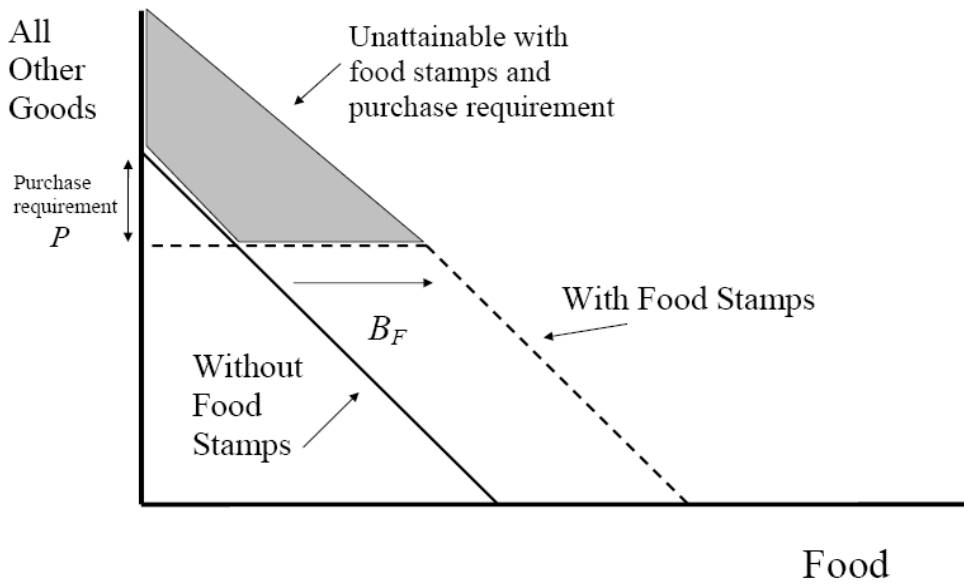 All
Other
Goods
Unattainable with
food stamps and
purchase requirement
Purchase
requirement
P
With Food Stamps
B_F
Without
Food
Stamps
Food